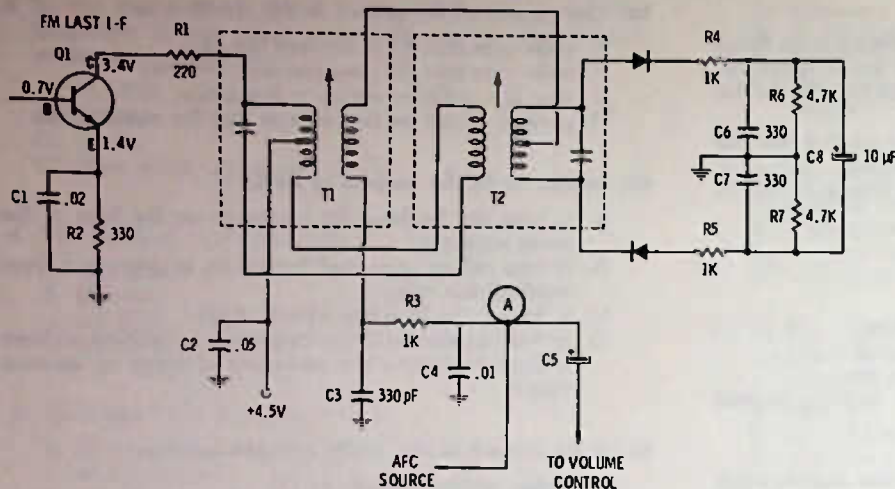 FM LAST I-F
Q1
C 3.4V
0.7V
B
E 1.4V
C1
.02
R2
330
R1
220
T1
T2
C2
.05
+4.5V
C3
330 pF
R3
1K
C4
.01
A
C5
AFC
SOURCE
TO VOLUME
CONTROL
R4
1K
R5
1K
C6
330
C7
330
R6
4.7K
R7
4.7K
C8
10 μF